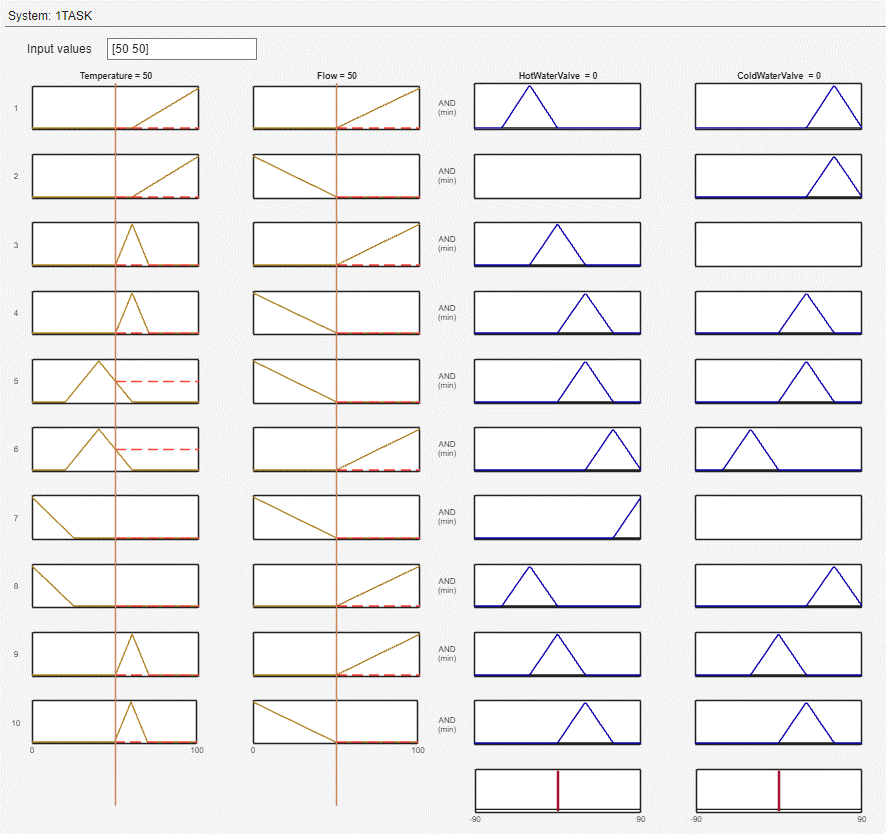 System: 1TASK
Input values [50 50]
Temperature = 50 Flow = 50 HotWaterValve = 0 ColdWaterValve = 0
1 AND
(min)
2 AND
(min)
3 AND
(min)
4 AND
(min)
5 AND
(min)
6 AND
(min)
7 AND
(min)
8 AND
(min)
9 AND
(min)
10 AND
(min)
0 100 0 100
-90 90 -90 90